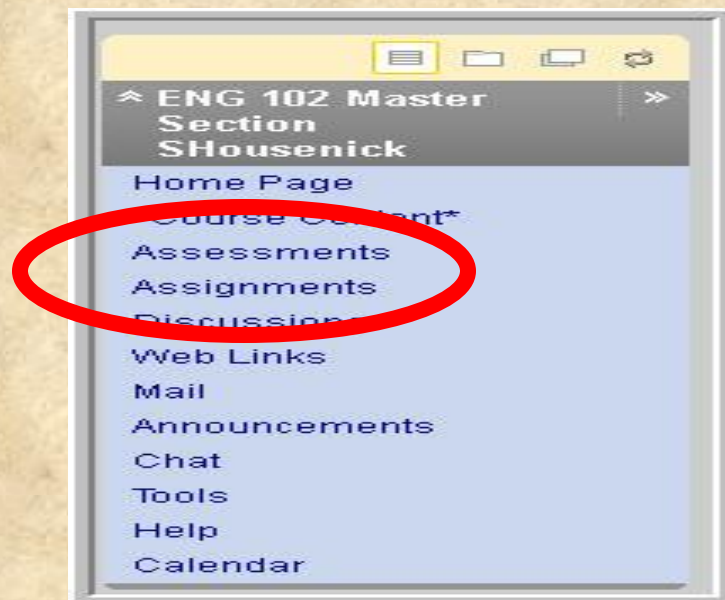 ENG 102 Master
Section
SHousenick
Home Page
*Course Content*
Assessments
Assignments
Discussions
Web Links
Mail
Announcements
Chat
Tools
Help
Calendar